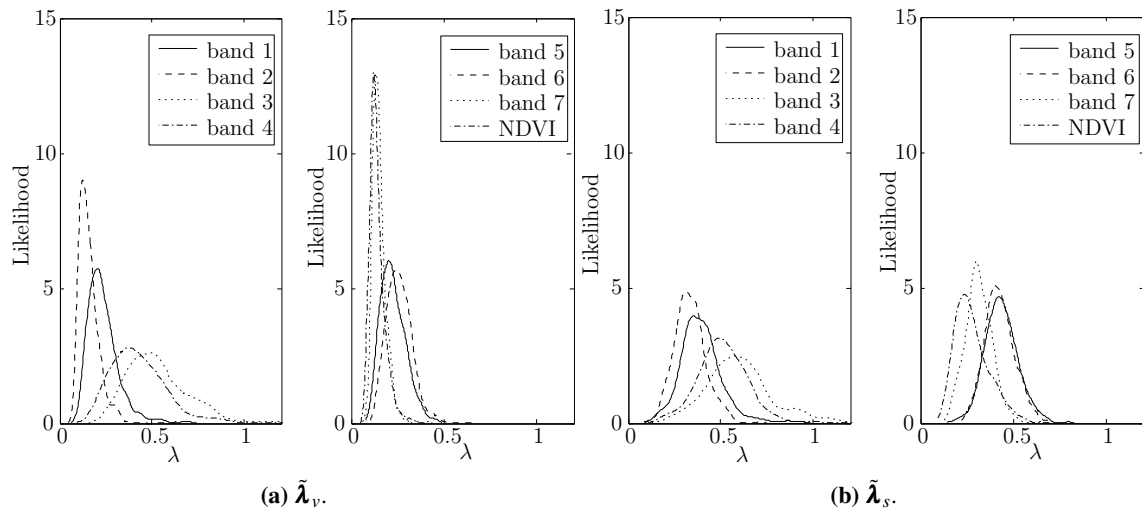 15
10
5
0
Likelihood
band 1
band 2
band 3
band 4
0
0.5
1
λ
15
10
5
0
Likelihood
band 5
band 6
band 7
NDVI
0
0.5
1
λ
(a) λ̃v.
15
10
5
0
Likelihood
band 1
band 2
band 3
band 4
0
0.5
1
λ
15
10
5
0
Likelihood
band 5
band 6
band 7
NDVI
0
0.5
1
λ
(b) λ̃s.